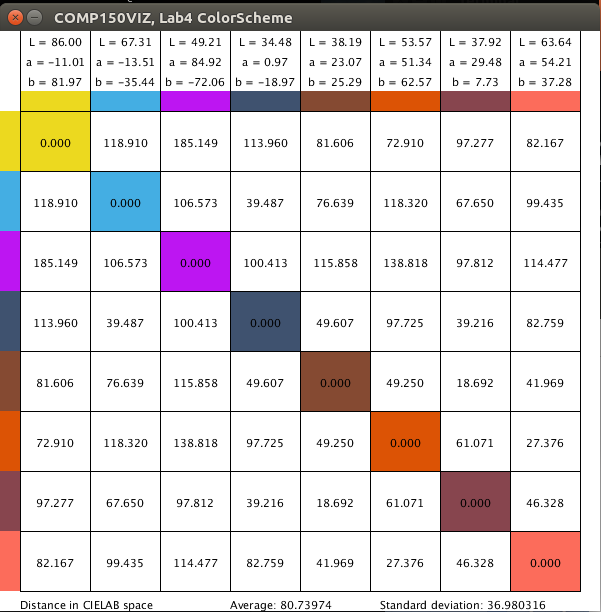 COMP150VIZ, Lab4 ColorScheme
L = 86.00 L = 67.31 L = 49.21 L = 34.48 L = 38.19 L = 53.57 L = 37.92 L = 63.64
a = −11.01 a = −13.51 a = 84.92 a = 0.97 a = 23.07 a = 51.34 a = 29.48 a = 54.21
b = 81.97 b = −35.44 b = −72.06 b = −18.97 b = 25.29 b = 62.57 b = 7.73 b = 37.28
0.000 118.910 185.149 113.960 81.606 72.910 97.277 82.167
118.910 0.000 106.573 39.487 76.639 118.320 67.650 99.435
185.149 106.573 0.000 100.413 115.858 138.818 97.812 114.477
113.960 39.487 100.413 0.000 49.607 97.725 39.216 82.759
81.606 76.639 115.858 49.607 0.000 49.250 18.692 41.969
72.910 118.320 138.818 97.725 49.250 0.000 61.071 27.376
97.277 67.650 97.812 39.216 18.692 61.071 0.000 46.328
82.167 99.435 114.477 82.759 41.969 27.376 46.328 0.000
Distance in CIELAB space Average: 80.73974 Standard deviation: 36.980316